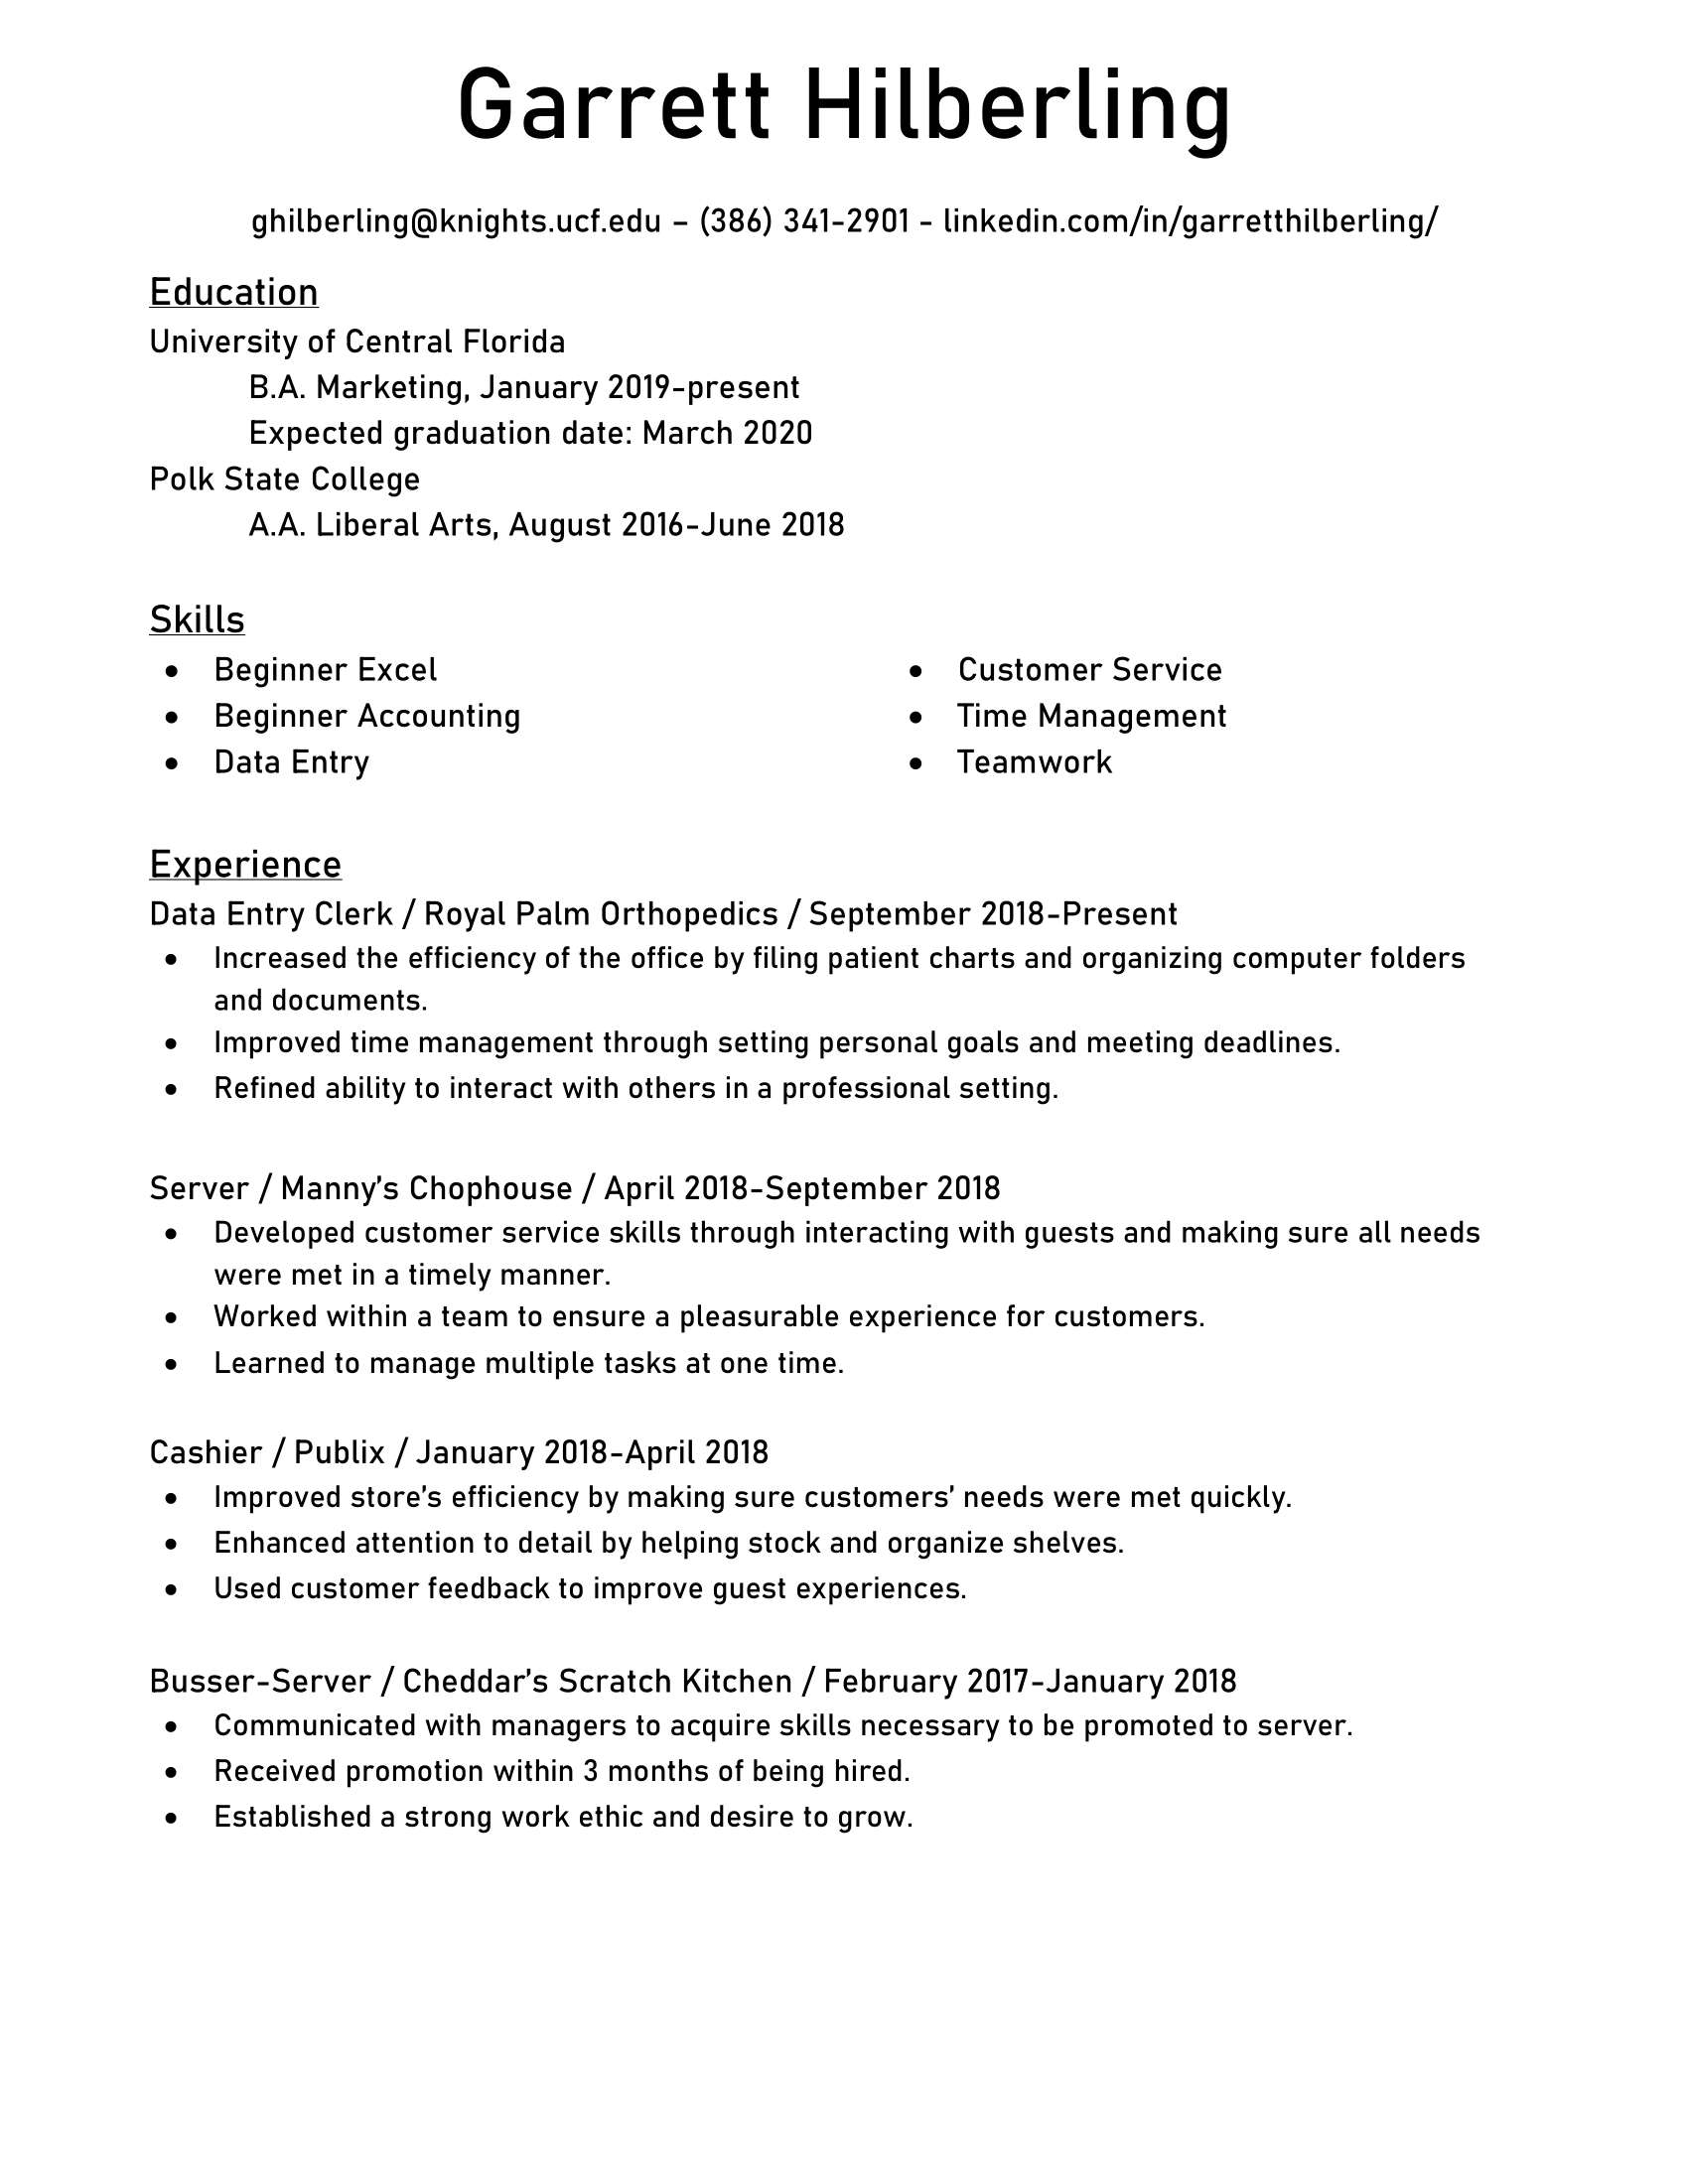 Garrett Hilberling
ghilberling@knights.ucf.edu – (386) 341-2901 - linkedin.com/in/garretthilberling/
Education
University of Central Florida
B.A. Marketing, January 2019-present
Expected graduation date: March 2020
Polk State College
A.A. Liberal Arts, August 2016-June 2018
Skills
• Beginner Excel
• Beginner Accounting
• Data Entry
• Customer Service
• Time Management
• Teamwork
Experience
Data Entry Clerk / Royal Palm Orthopedics / September 2018-Present
• Increased the efficiency of the office by filing patient charts and organizing computer folders
and documents.
• Improved time management through setting personal goals and meeting deadlines.
• Refined ability to interact with others in a professional setting.
Server / Manny’s Chophouse / April 2018-September 2018
• Developed customer service skills through interacting with guests and making sure all needs
were met in a timely manner.
• Worked within a team to ensure a pleasurable experience for customers.
• Learned to manage multiple tasks at one time.
Cashier / Publix / January 2018-April 2018
• Improved store’s efficiency by making sure customers’ needs were met quickly.
• Enhanced attention to detail by helping stock and organize shelves.
• Used customer feedback to improve guest experiences.
Busser-Server / Cheddar’s Scratch Kitchen / February 2017-January 2018
• Communicated with managers to acquire skills necessary to be promoted to server.
• Received promotion within 3 months of being hired.
• Established a strong work ethic and desire to grow.